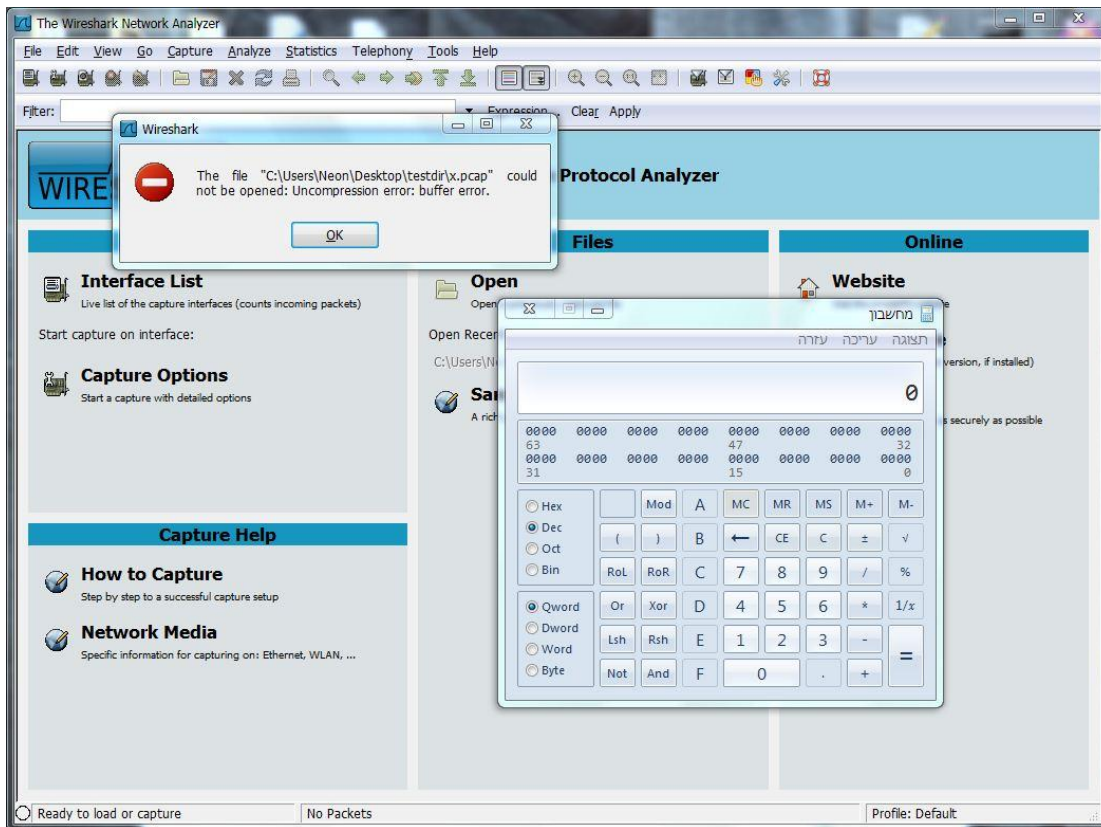 The Wireshark Network Analyzer
File Edit View Go Capture Analyze Statistics Telephony Tools Help
Filter: Expression... Clear Apply
Wireshark
The file "C:\Users\Neon\Desktop\testdir\x.pcap" could
not be opened: Uncompression error: buffer error.
OK
WIRE
Protocol Analyzer
Interface List
Live list of the capture interfaces (counts incoming packets)
Start capture on interface:
Capture Options
Start a capture with detailed options
Capture Help
How to Capture
Step by step to a successful capture setup
Network Media
Specific information for capturing on: Ethernet, WLAN, ...
Files
Open
Open
Open Recen
C:\Users\N
Sa
A rich
Online
Website
version, if installed)
s securely as possible
מחשבון
תצוגה עריכה עזרה
0
0000 0000 0000 0000 0000 0000 0000 0000
63 47 32
0000 0000 0000 0000 0000 0000 0000 0000
31 15 0
Hex
Dec
Oct
Bin
Qword
Dword
Word
Byte
Mod A MC MR MS M+ M-
( ) B ← CE C ± √
RoL RoR C 7 8 9 / %
Or Xor D 4 5 6 * 1/x
Lsh Rsh E 1 2 3 - =
Not And F 0 . +
Ready to load or capture
No Packets
Profile: Default